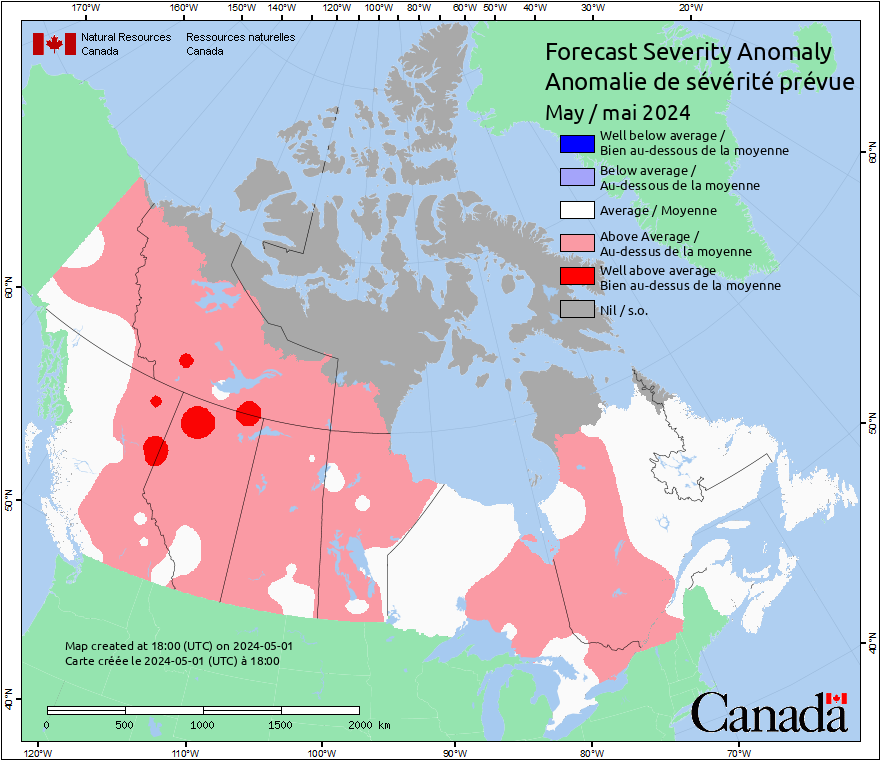 170°W 160°W 150°W 140°W 130°W 120°W 110°W 100°W 90°W 80°W 70°W 60°W 50°W 40°W 30°W 20°W
Natural Resources Canada
Ressources naturelles Canada
Forecast Severity Anomaly
Anomalie de sévérité prévue
May / mai 2024
Well below average /
Bien au-dessous de la moyenne
Below average /
Au-dessous de la moyenne
Average / Moyenne
Above Average /
Au-dessus de la moyenne
Well above average
Bien au-dessus de la moyenne
Nil / s.o.
60°N
60°N
50°N
50°N
40°N
40°N
Map created at 18:00 (UTC) on 2024-05-01
Carte créée le 2024-05-01 (UTC) à 18:00
0 500 1000 1500 2000 km
Canada
120°W 110°W 100°W 90°W 80°W 70°W